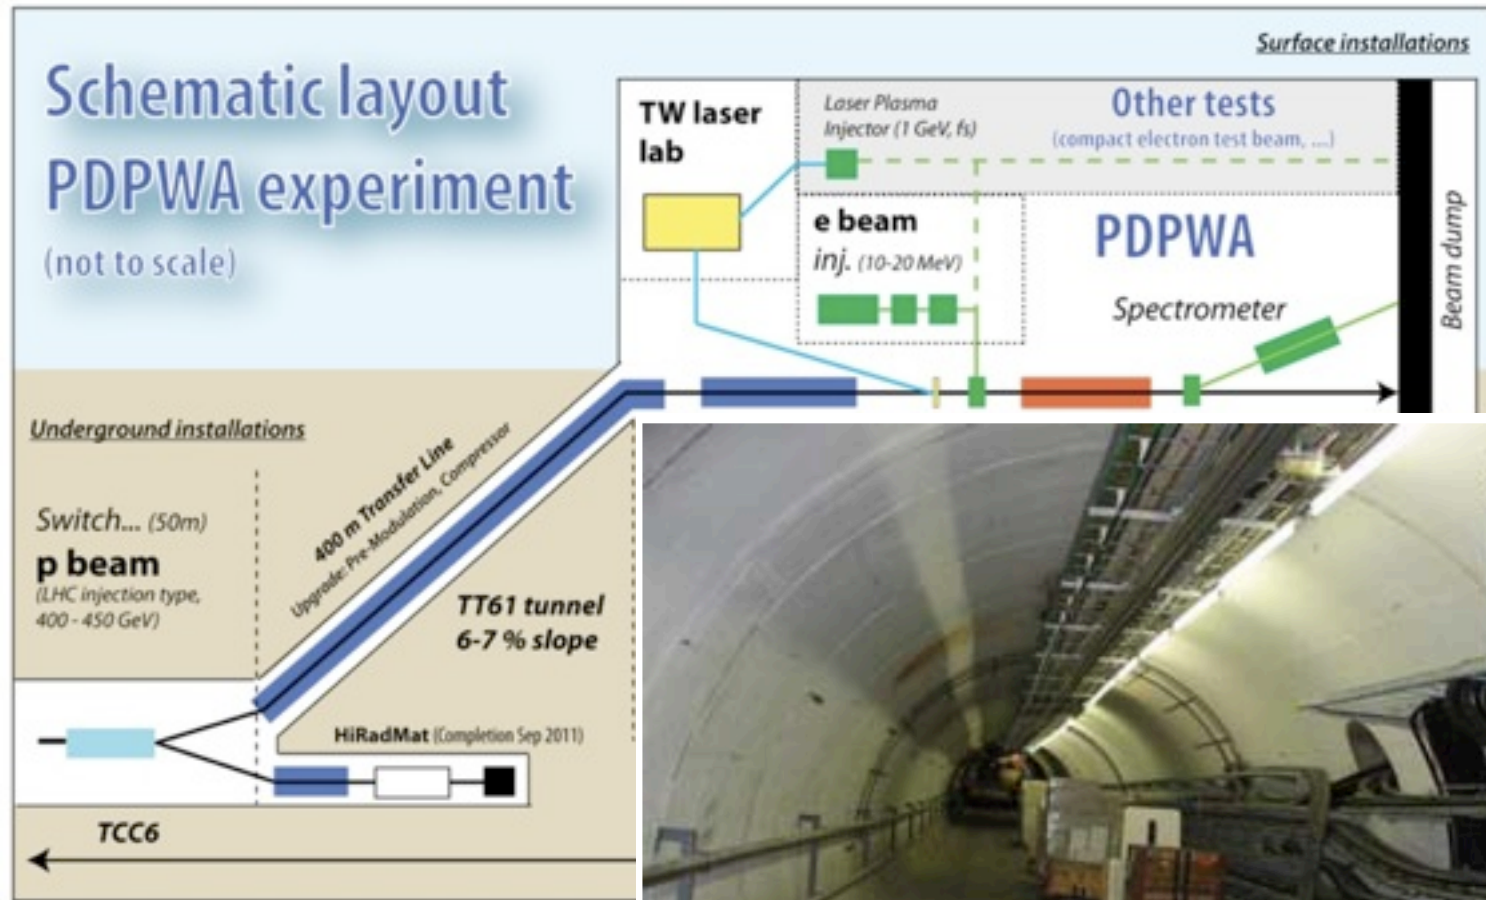 Schematic layout
PDPWA experiment
(not to scale)
Surface installations
TW laser
lab
Laser Plasma
Injector (1 GeV, fs)
Other tests
(compact electron test beam, ...)
e beam
inj. (10-20 MeV)
PDPWA
Spectrometer
Beam dump
Underground installations
Switch... (50m)
p beam
(LHC injection type,
400 - 450 GeV)
400 m Transfer Line
Upgrade: Pre-Modulation, Compressor
TT61 tunnel
6-7 % slope
HiRadMat (Completion Sep 2011)
TCC6